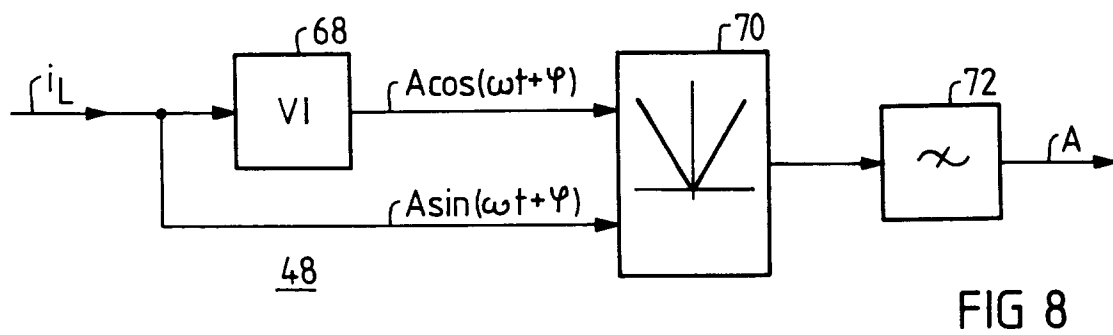 68
70
72
i_L
VI
Acos(ωt+φ)
A
Asin(ωt+φ)
48
FIG 8